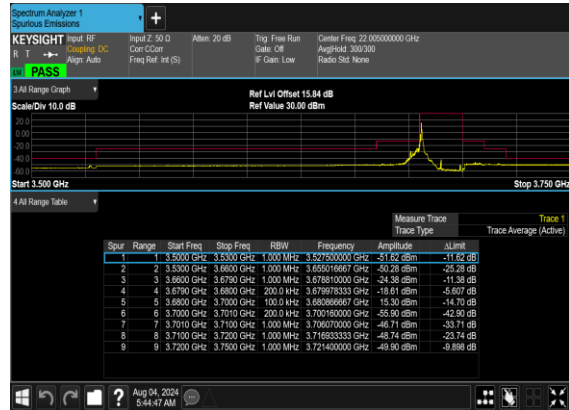 Spectrum Analyzer 1
Spurious Emissions
+
KEYSIGHT Input: RF Input Z: 50 Ω Atten: 20 dB Trig: Free Run Center Freq: 22.005000000 GHz
R T Coupling: DC Corr CCorr Gate: Off Avg|Hold: 300/300
Align: Auto Freq Ref: Int (S) IF Gain: Low Radio Std: None
PASS
3 All Range Graph
Ref Lvl Offset 15.84 dB
Scale/Div 10.0 dB Ref Value 30.00 dBm
20.0
0.00
-20.0
-40.0
-60.0
Start 3.500 GHz Stop 3.750 GHz
4 All Range Table
Measure Trace Trace 1
Trace Type Trace Average (Active)
Spur Range Start Freq Stop Freq RBW Frequency Amplitude ΔLimit
1 1 3.5000 GHz 3.5300 GHz 1.000 MHz 3.527500000 GHz -51.62 dBm -11.62 dB
2 2 3.5300 GHz 3.6600 GHz 1.000 MHz 3.655016667 GHz -50.28 dBm -25.28 dB
3 3 3.6600 GHz 3.6790 GHz 1.000 MHz 3.678810000 GHz -24.38 dBm -11.38 dB
4 4 3.6790 GHz 3.6800 GHz 200.0 kHz 3.679978333 GHz -18.61 dBm -5.607 dB
5 5 3.6800 GHz 3.7000 GHz 100.0 kHz 3.680866667 GHz 15.30 dBm -14.70 dB
6 6 3.7000 GHz 3.7010 GHz 200.0 kHz 3.700160000 GHz -55.90 dBm -42.90 dB
7 7 3.7010 GHz 3.7100 GHz 1.000 MHz 3.706070000 GHz -46.71 dBm -33.71 dB
8 8 3.7100 GHz 3.7200 GHz 1.000 MHz 3.716933333 GHz -48.74 dBm -23.74 dB
9 9 3.7200 GHz 3.7500 GHz 1.000 MHz 3.721400000 GHz -49.90 dBm -9.898 dB
? Aug 04, 2024
5:44:47 AM